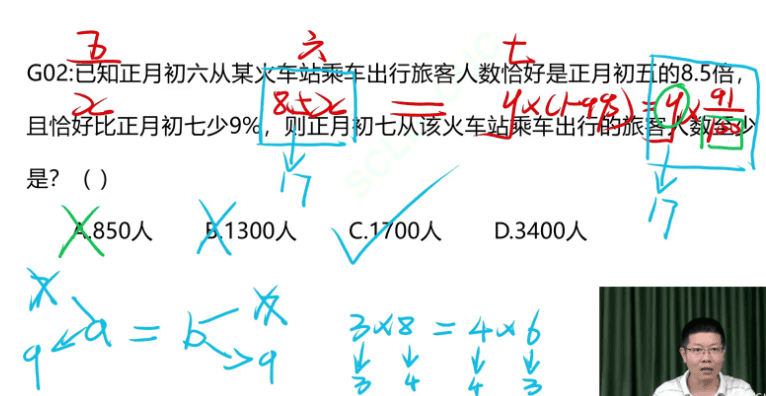 五 六 七
G02:已知正月初六从某火车站乘车出行旅客人数恰好是正月初五的8.5倍，
x 8.5x = y×(1-9%)=y×91/100
且恰好比正月初七少9%，则正月初七从该火车站乘车出行的旅客人数至少
是？（ ）
17 17
A.850人 B.1300人 C.1700人 D.3400人
a = b
9 9
3×8=4×6
3 4 4 3